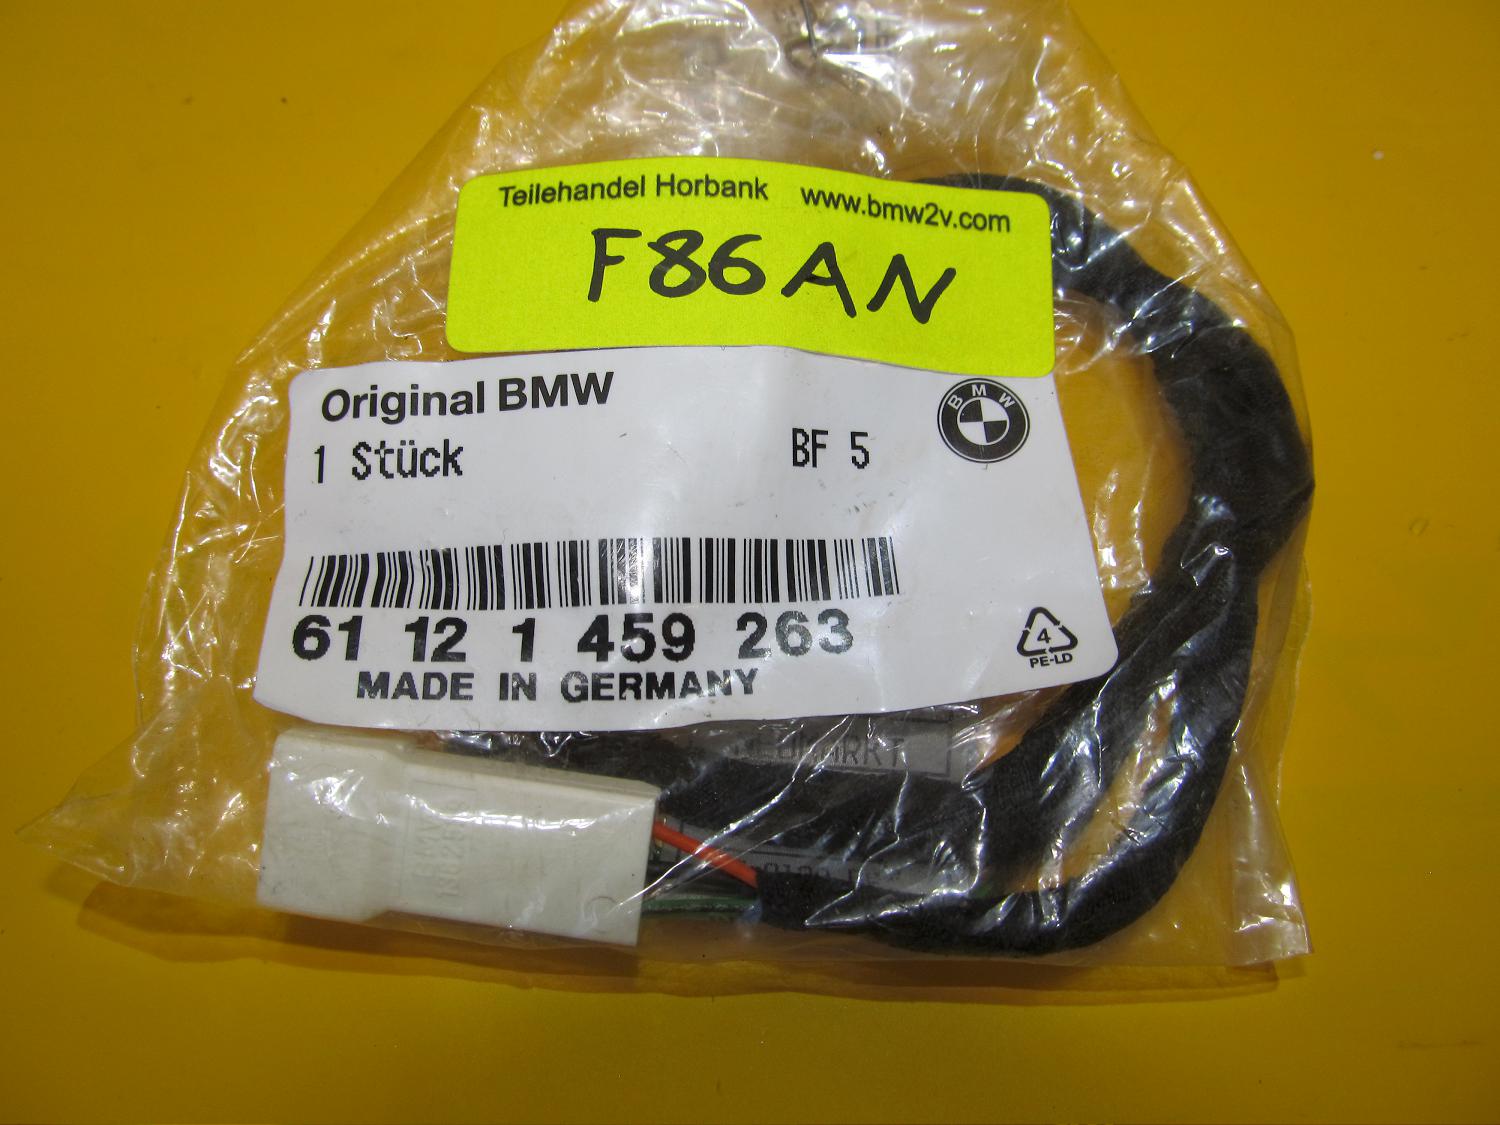 Teilehandel Horbank www.bmw2v.com
F86AN
Original BMW
BMW
1 Stück BF 5
61 12 1 459 263
MADE IN GERMANY
4
PE-LD